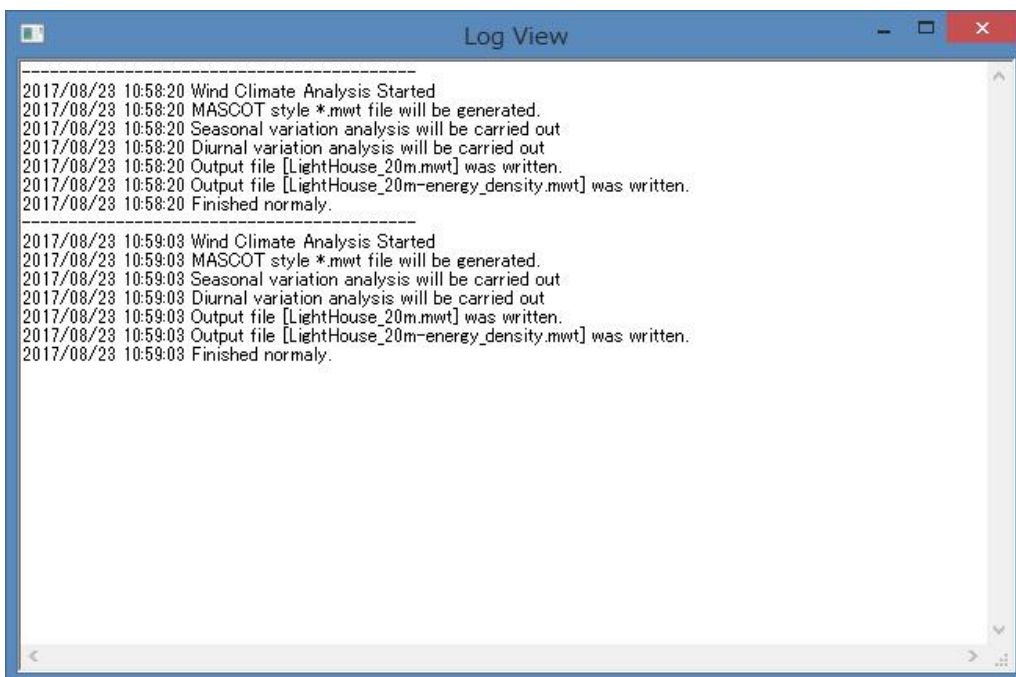 Log View
------------------------------------------
2017/08/23 10:58:20 Wind Climate Analysis Started
2017/08/23 10:58:20 MASCOT style *.mwt file will be generated.
2017/08/23 10:58:20 Seasonal variation analysis will be carried out
2017/08/23 10:58:20 Diurnal variation analysis will be carried out
2017/08/23 10:58:20 Output file [LightHouse_20m.mwt] was written.
2017/08/23 10:58:20 Output file [LightHouse_20m-energy_density.mwt] was written.
2017/08/23 10:58:20 Finished normaly.
------------------------------------------
2017/08/23 10:59:03 Wind Climate Analysis Started
2017/08/23 10:59:03 MASCOT style *.mwt file will be generated.
2017/08/23 10:59:03 Seasonal variation analysis will be carried out
2017/08/23 10:59:03 Diurnal variation analysis will be carried out
2017/08/23 10:59:03 Output file [LightHouse_20m.mwt] was written.
2017/08/23 10:59:03 Output file [LightHouse_20m-energy_density.mwt] was written.
2017/08/23 10:59:03 Finished normaly.